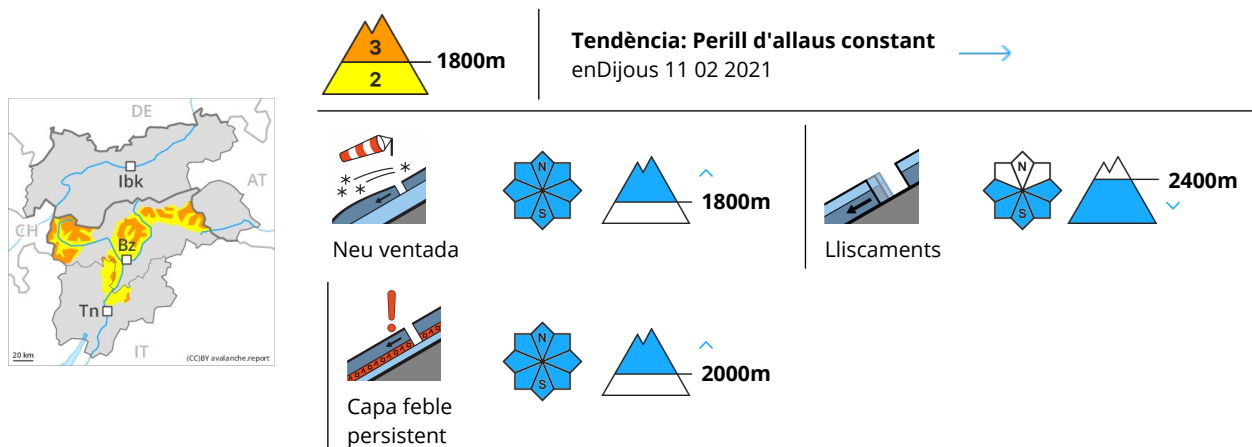 3
2
1800m
Tendència: Perill d'allaus constant
enDijous 11 02 2021
DE
Ibk
AT
CH
Bz
Tn
IT
20 km
(CC)BY avalanche.report
N
S
1800m
Neu ventada
N
S
2400m
Lliscaments
N
S
2000m
Capa feble
persistent